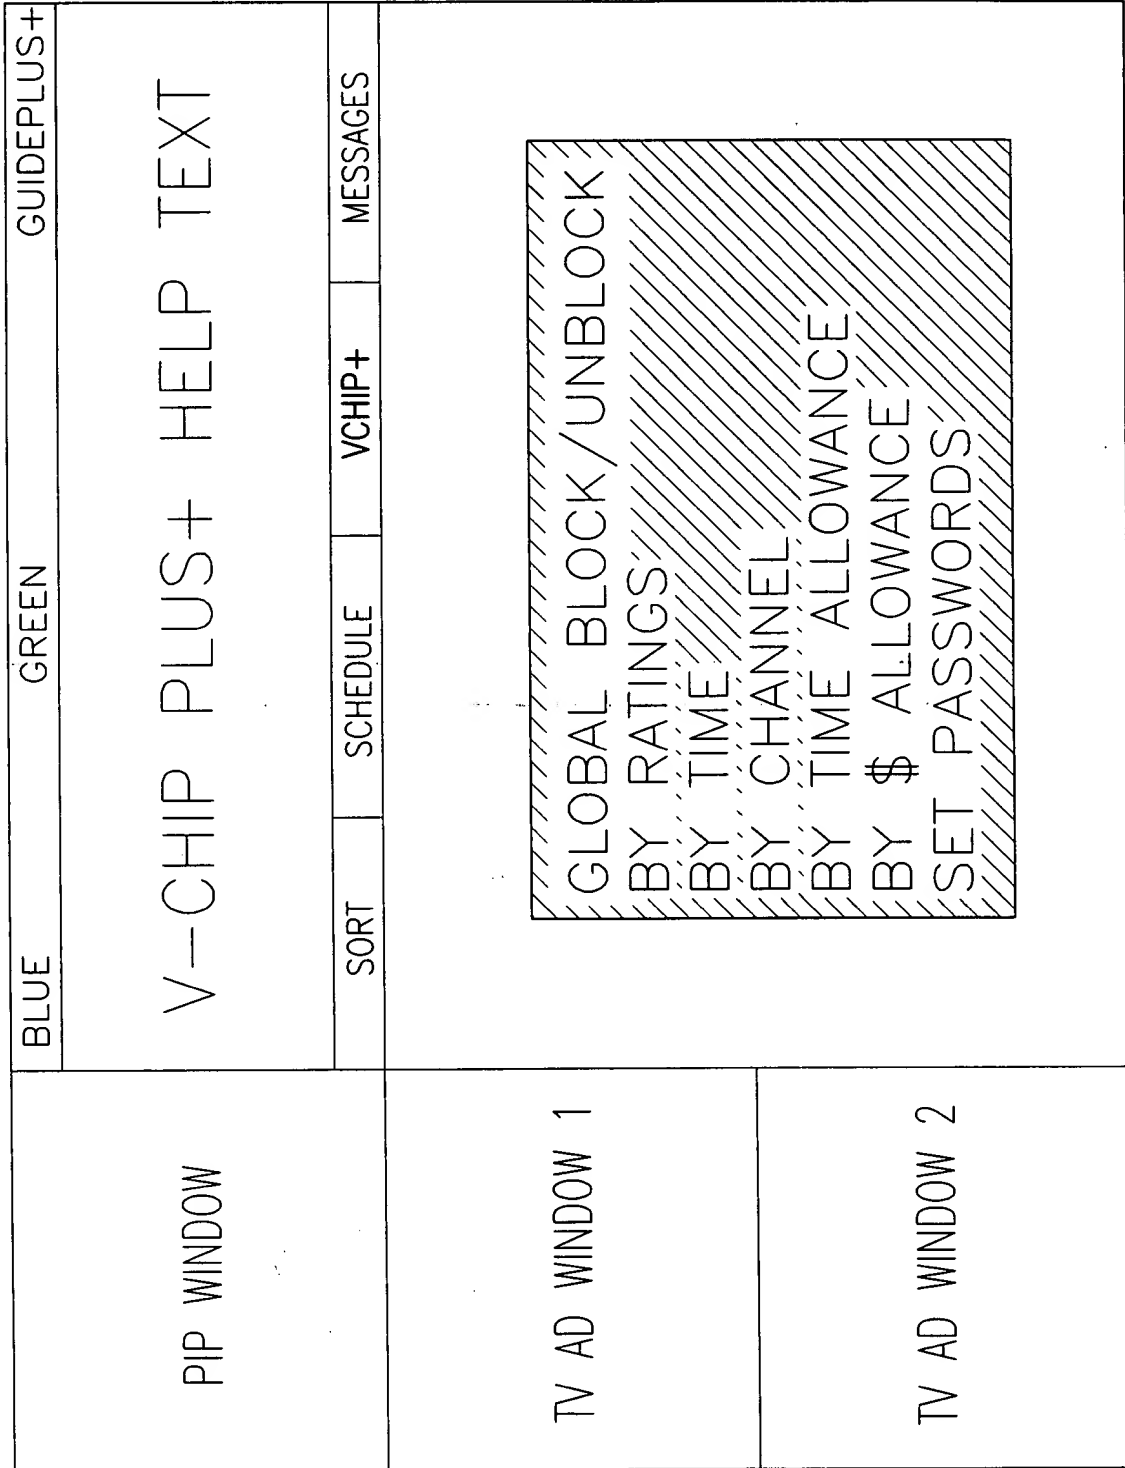 BLUE GREEN GUIDEPLUS+
PIP WINDOW
V-CHIP PLUS+ HELP TEXT
SORT SCHEDULE VCHIP+ MESSAGES
TV AD WINDOW 1
TV AD WINDOW 2
GLOBAL BLOCK/UNBLOCK
BY RATINGS
BY TIME
BY CHANNEL
BY TIME ALLOWANCE
BY $ ALLOWANCE
SET PASSWORDS